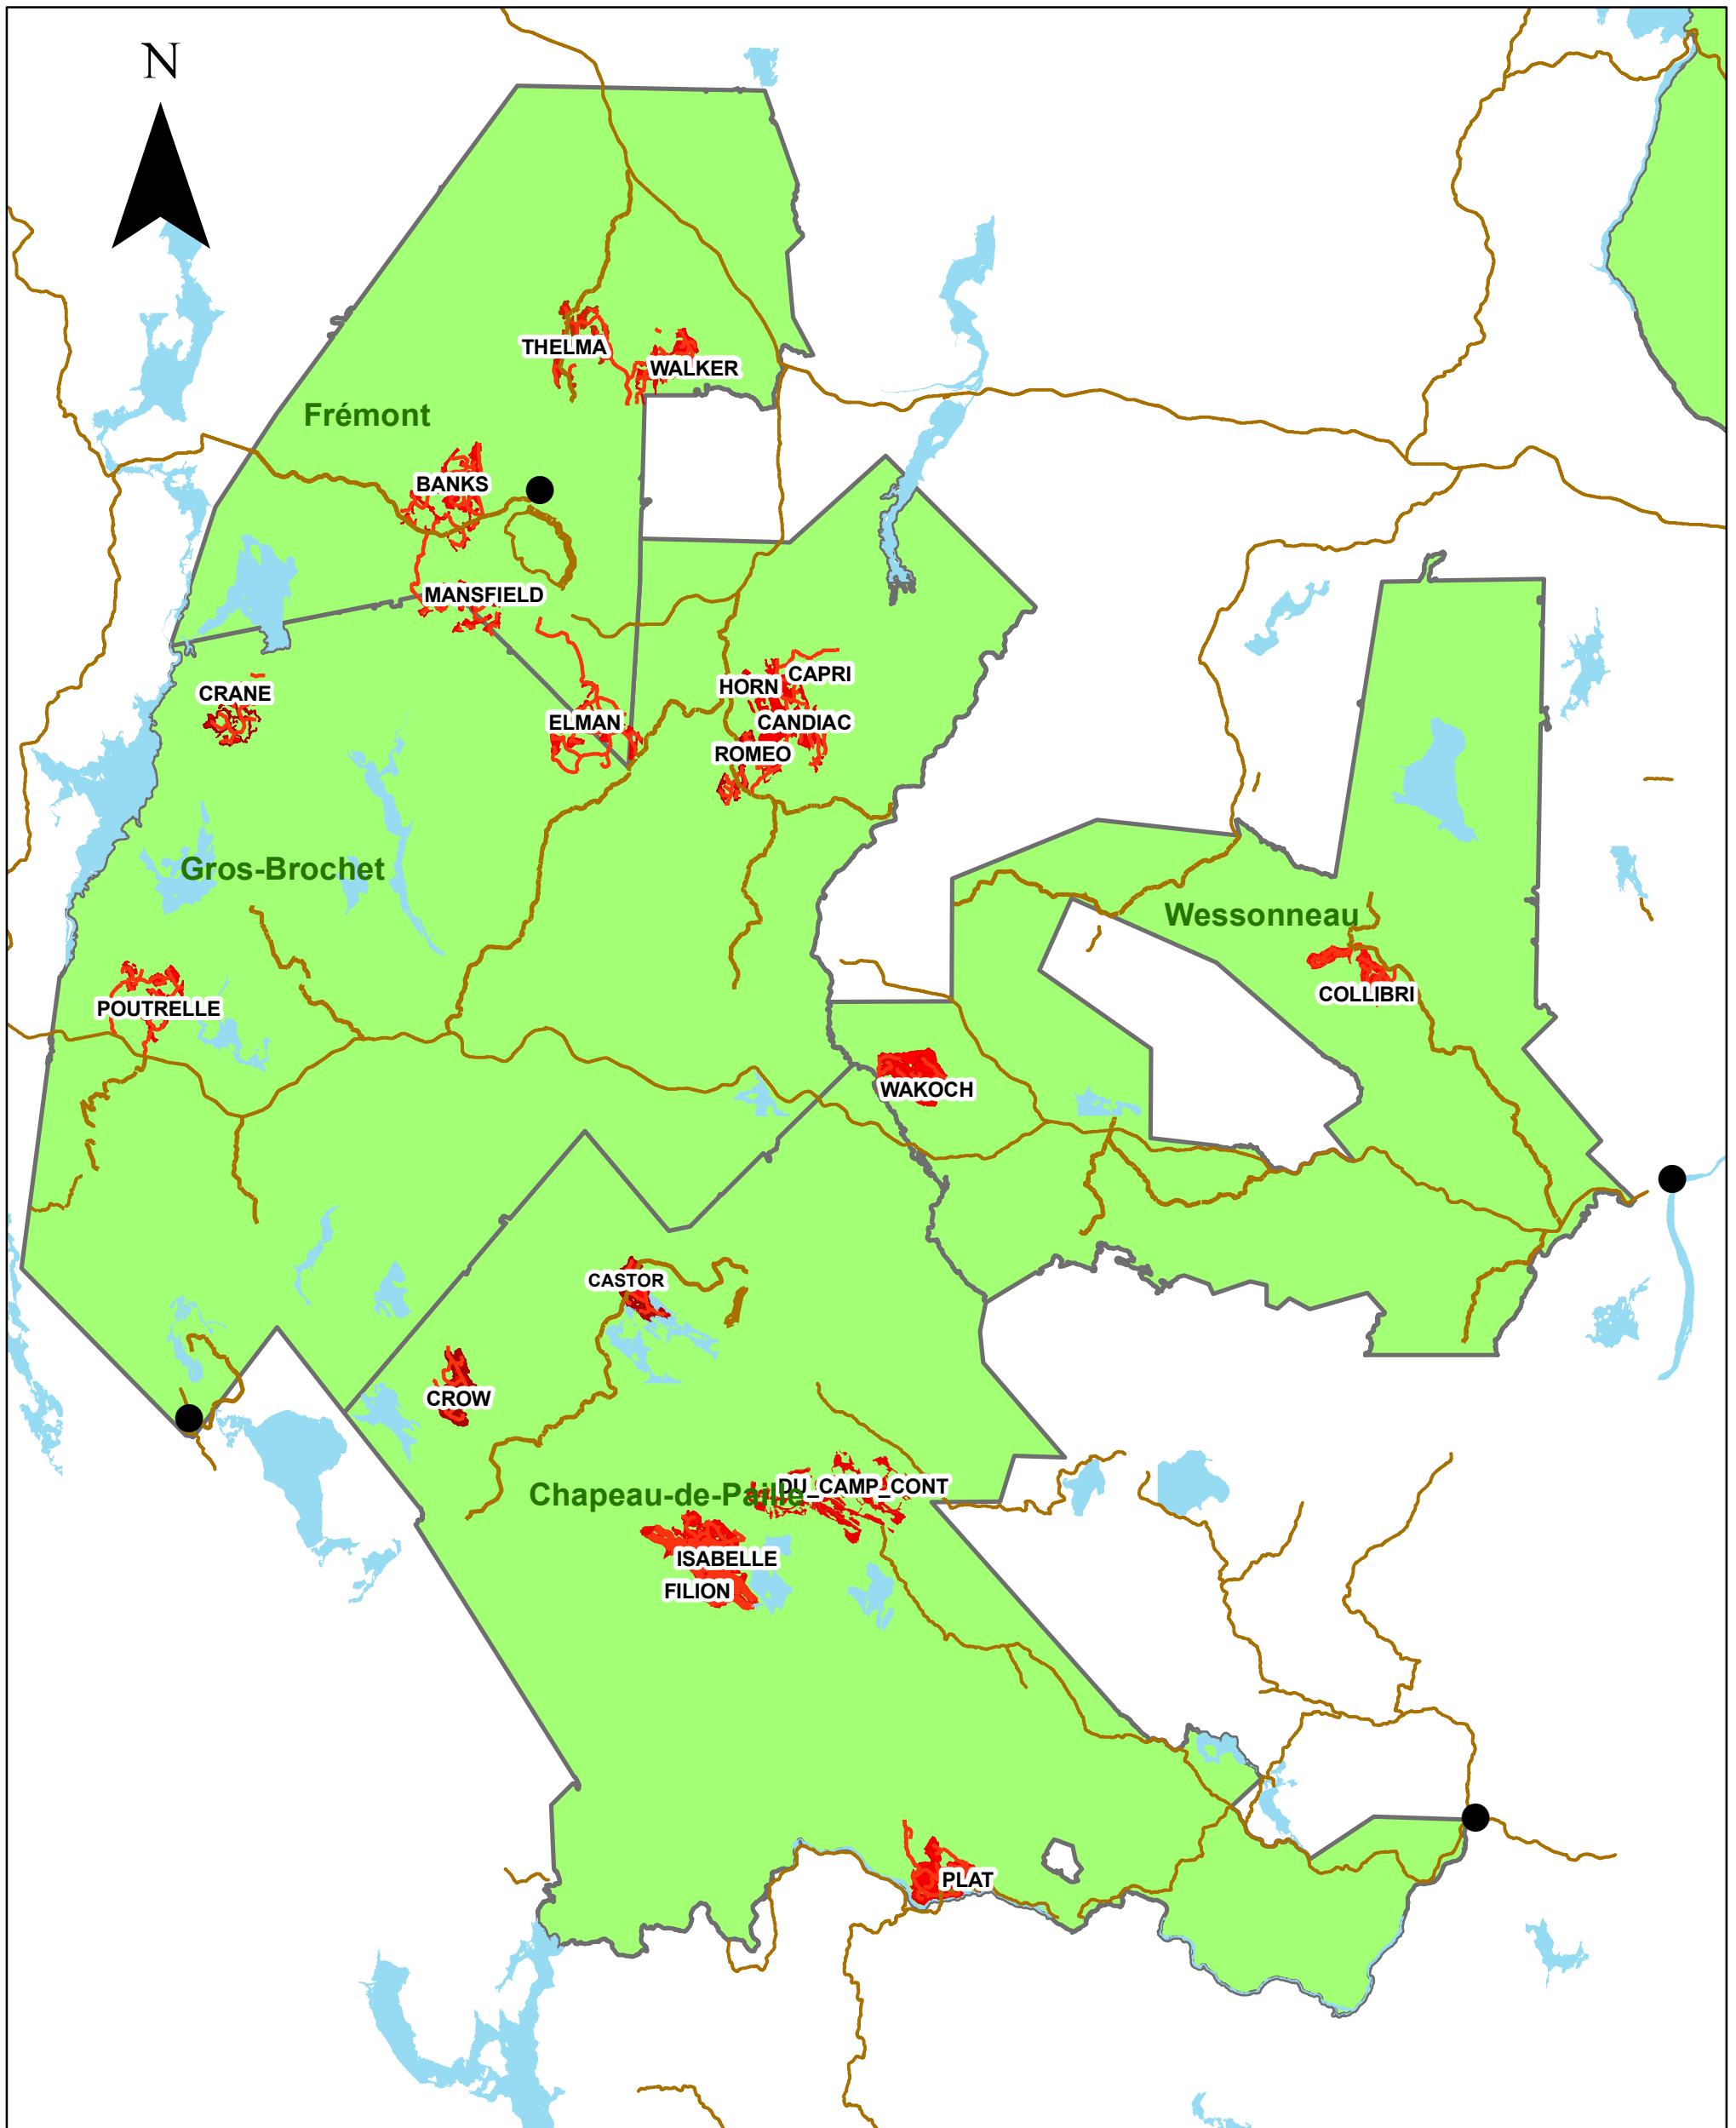 N
THELMA
WALKER
Frémont
BANKS
MANSFIELD
CRANE
HORN
CAPRI
ELMAN
CANDIAC
ROMEO
Gros-Brochet
Wessonneau
COLLIBRI
POUTRELLE
WAKOCH
CASTOR
CROW
Chapeau-de-Paille
DU_CAMP_CONT
ISABELLE
FILION
PLAT